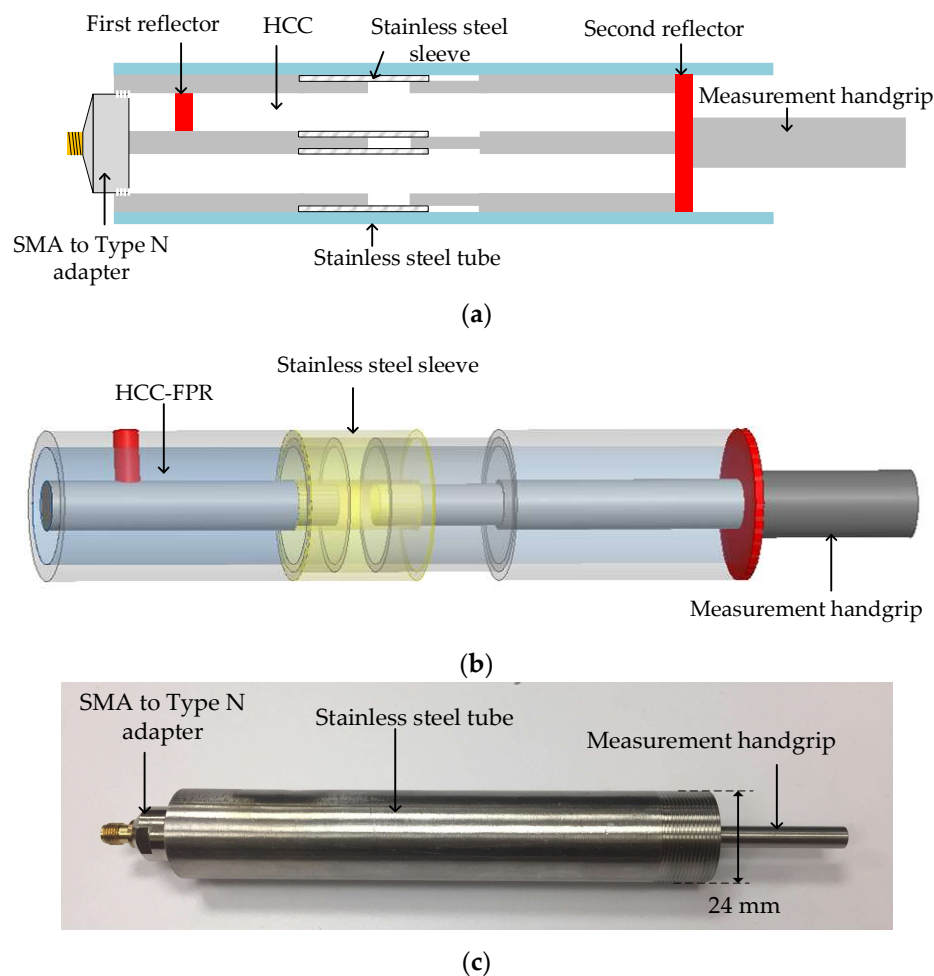 First reflector
HCC
Stainless steel
sleeve
Second reflector
Measurement handgrip
SMA to Type N
adapter
Stainless steel tube
(a)
Stainless steel sleeve
HCC-FPR
Measurement handgrip
(b)
SMA to Type N
adapter
Stainless steel tube
Measurement handgrip
24 mm
(c)